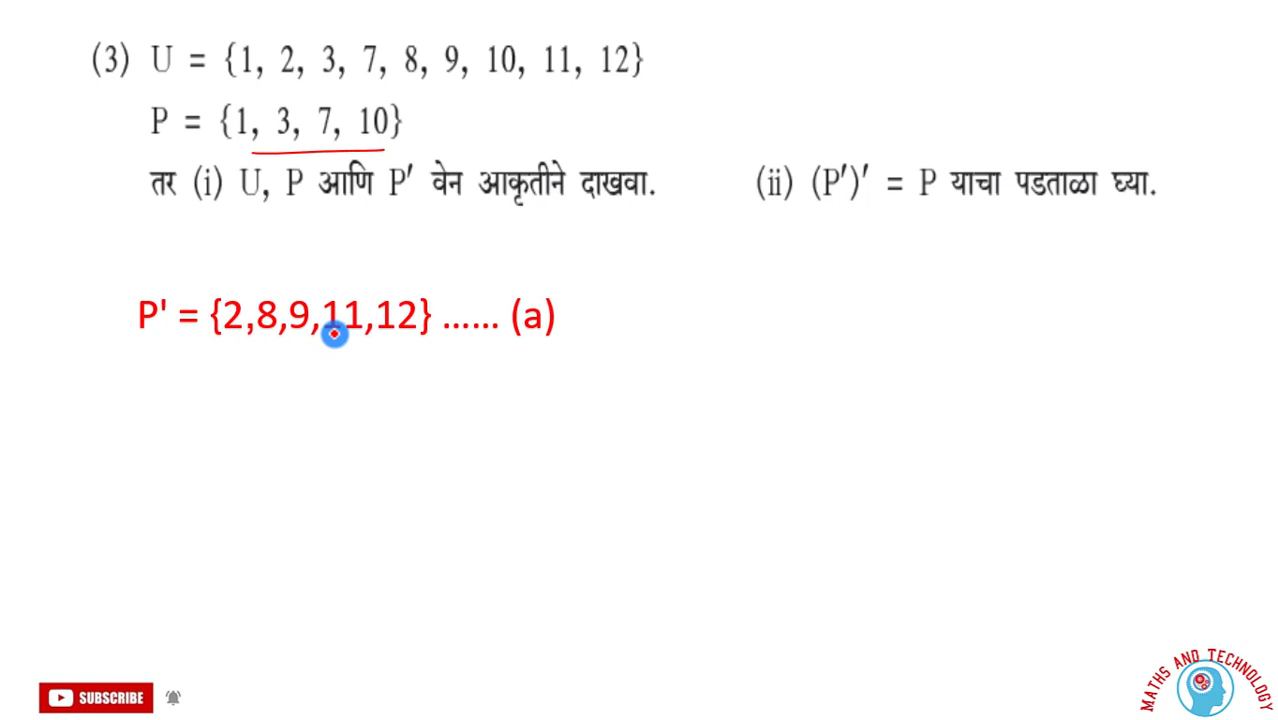 (3) U = {1, 2, 3, 7, 8, 9, 10, 11, 12}
P = {1, 3, 7, 10}
तर (i) U, P आणि P′ वेन आकृतीने दाखवा. (ii) (P′)′ = P याचा पडताळा घ्या.
P' = {2,8,9,11,12} ...... (a)
SUBSCRIBE
MATHS AND TECHNOLOGY